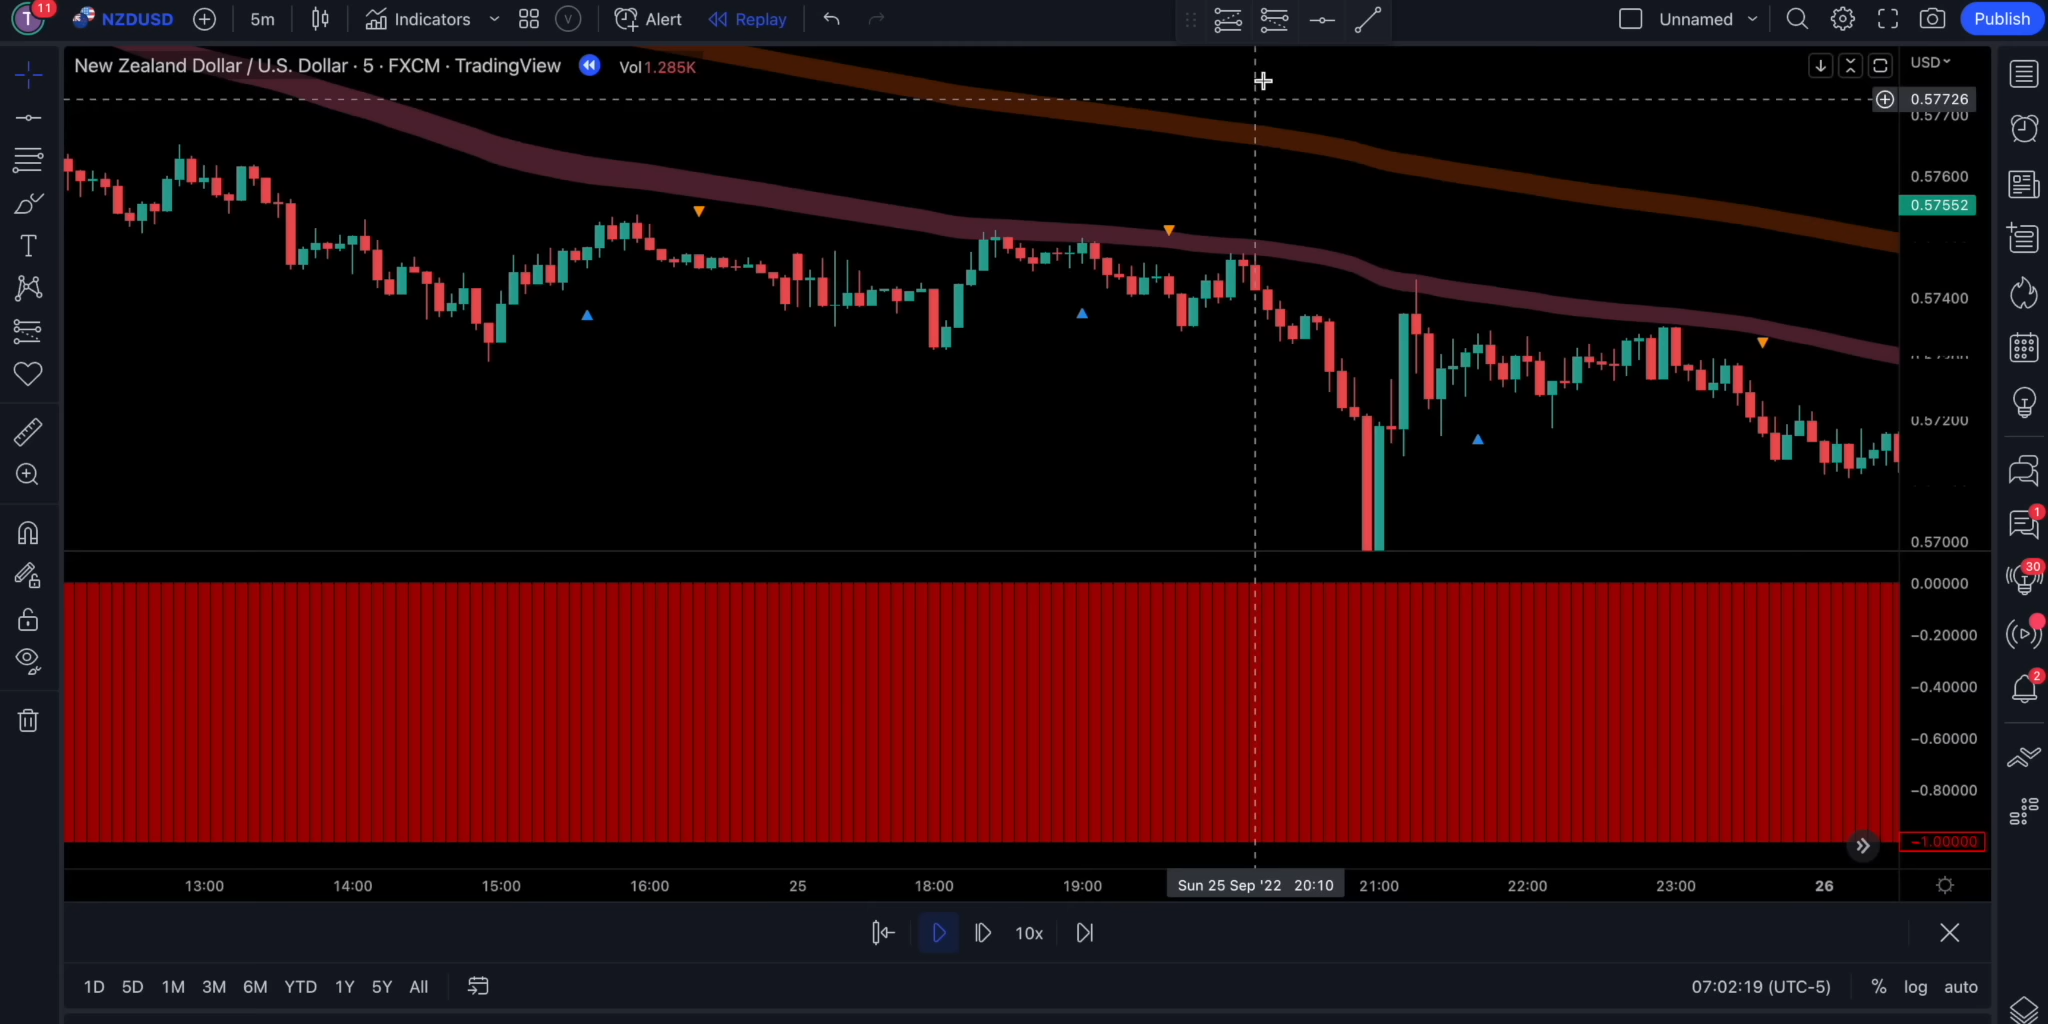 T 11 NZDUSD 5m Indicators V Alert Replay Unnamed Publish
New Zealand Dollar / U.S. Dollar · 5 · FXCM · TradingView Vol 1.285K
USD
0.57726
0.57700
0.57600
0.57552
0.57400
0.57200
0.57000
0.00000
−0.20000
−0.40000
−0.60000
−0.80000
−1.00000
1
30
2
13:00 14:00 15:00 16:00 25 18:00 19:00 Sun 25 Sep '22 20:10 21:00 22:00 23:00 26
10x
1D 5D 1M 3M 6M YTD 1Y 5Y All 07:02:19 (UTC-5) % log auto